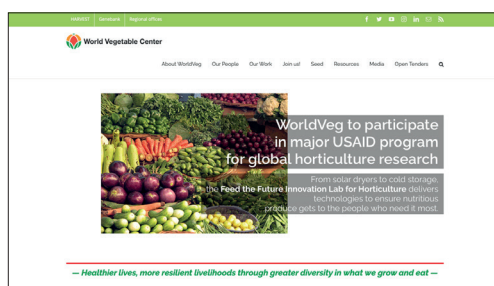 HARVEST Genebank Regional offices
World Vegetable Center
About WorldVeg Our People Our Work Join us! Seed Resources Media Open Tenders
WorldVeg to participate
in major USAID program
for global horticulture research
From solar dryers to cold storage,
the Feed the Future Innovation Lab for Horticulture delivers
technologies to ensure nutritious
produce gets to the people who need it most.
— Healthier lives, more resilient livelihoods through greater diversity in what we grow and eat —